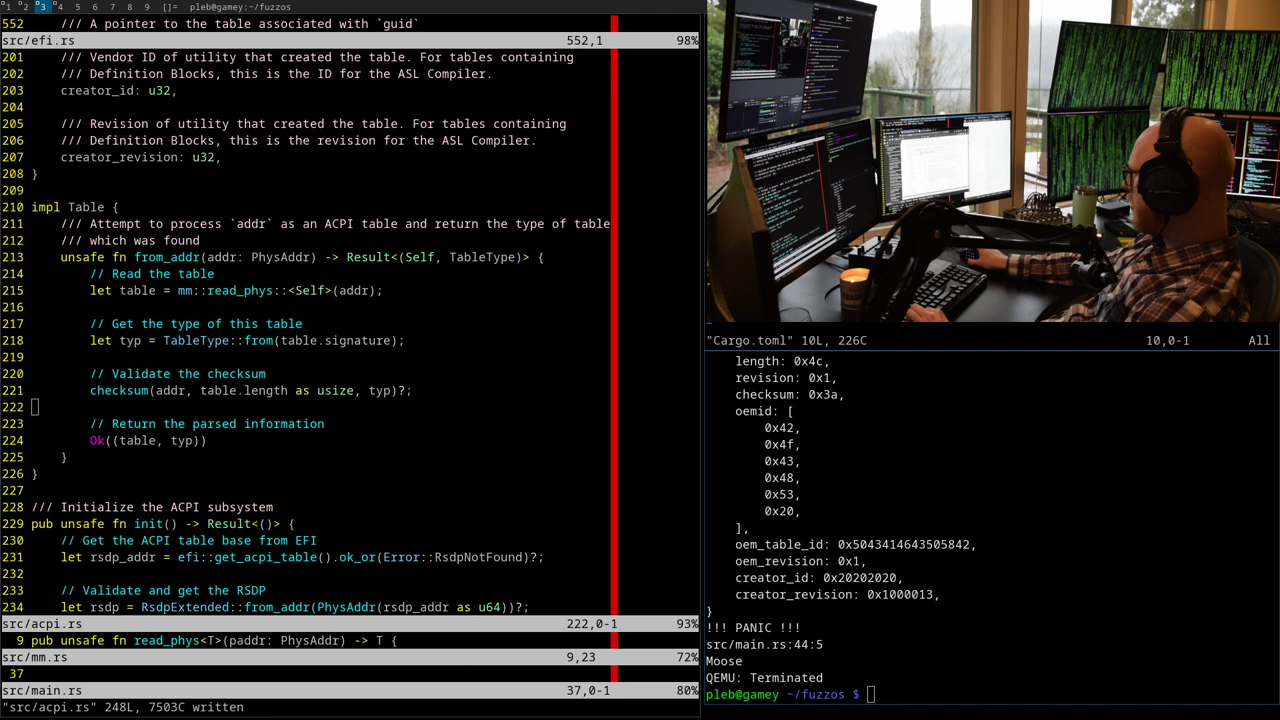 1 2 3 4 5 6 7 8 9 []= pleb@gamey:~/fuzzos
552     /// A pointer to the table associated with `guid`
src/efi.rs 552,1 98%
201     /// Vendor ID of utility that created the table. For tables containing
202     /// Definition Blocks, this is the ID for the ASL Compiler.
203     creator_id: u32,
204
205     /// Revision of utility that created the table. For tables containing
206     /// Definition Blocks, this is the revision for the ASL Compiler.
207     creator_revision: u32,
208 }
209
210 impl Table {
211     /// Attempt to process `addr` as an ACPI table and return the type of table
212     /// which was found
213     unsafe fn from_addr(addr: PhysAddr) -> Result<(Self, TableType)> {
214         // Read the table
215         let table = mm::read_phys::<Self>(addr);
216
217         // Get the type of this table
218         let typ = TableType::from(table.signature);
219
220         // Validate the checksum
221         checksum(addr, table.length as usize, typ)?;
222
223         // Return the parsed information
224         Ok((table, typ))
225     }
226 }
227
228 /// Initialize the ACPI subsystem
229 pub unsafe fn init() -> Result<()> {
230     // Get the ACPI table base from EFI
231     let rsdp_addr = efi::get_acpi_table().ok_or(Error::RsdpNotFound)?;
232
233     // Validate and get the RSDP
234     let rsdp = RsdpExtended::from_addr(PhysAddr(rsdp_addr as u64))?;
src/acpi.rs 222,0-1 93%
9 pub unsafe fn read_phys<T>(paddr: PhysAddr) -> T {
src/mm.rs 9,23 72%
37
src/main.rs 37,0-1 80%
"src/acpi.rs" 248L, 7503C written
~
"Cargo.toml" 10L, 226C 10,0-1 All
    length: 0x4c,
    revision: 0x1,
    checksum: 0x3a,
    oemid: [
        0x42,
        0x4f,
        0x43,
        0x48,
        0x53,
        0x20,
    ],
    oem_table_id: 0x5043414643505842,
    oem_revision: 0x1,
    creator_id: 0x20202020,
    creator_revision: 0x1000013,
}
!!! PANIC !!!
src/main.rs:44:5
Moose
QEMU: Terminated
pleb@gamey ~/fuzzos $